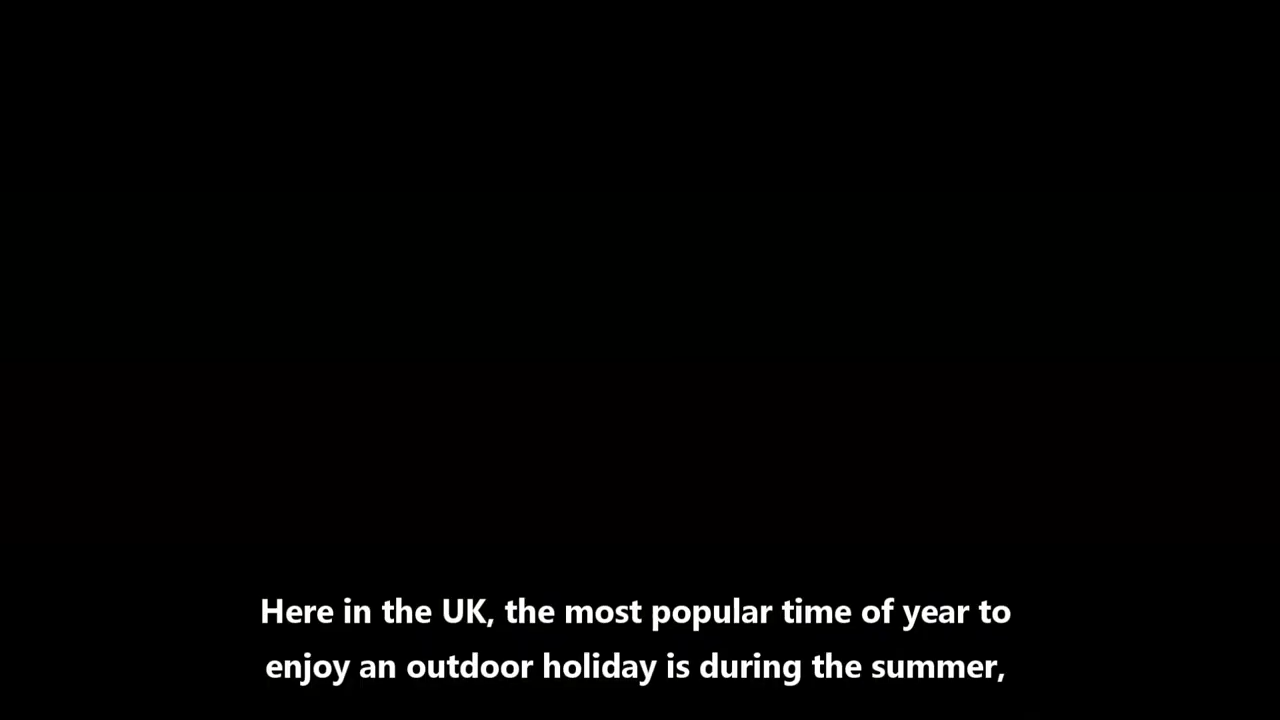 Here in the UK, the most popular time of year to
enjoy an outdoor holiday is during the summer,